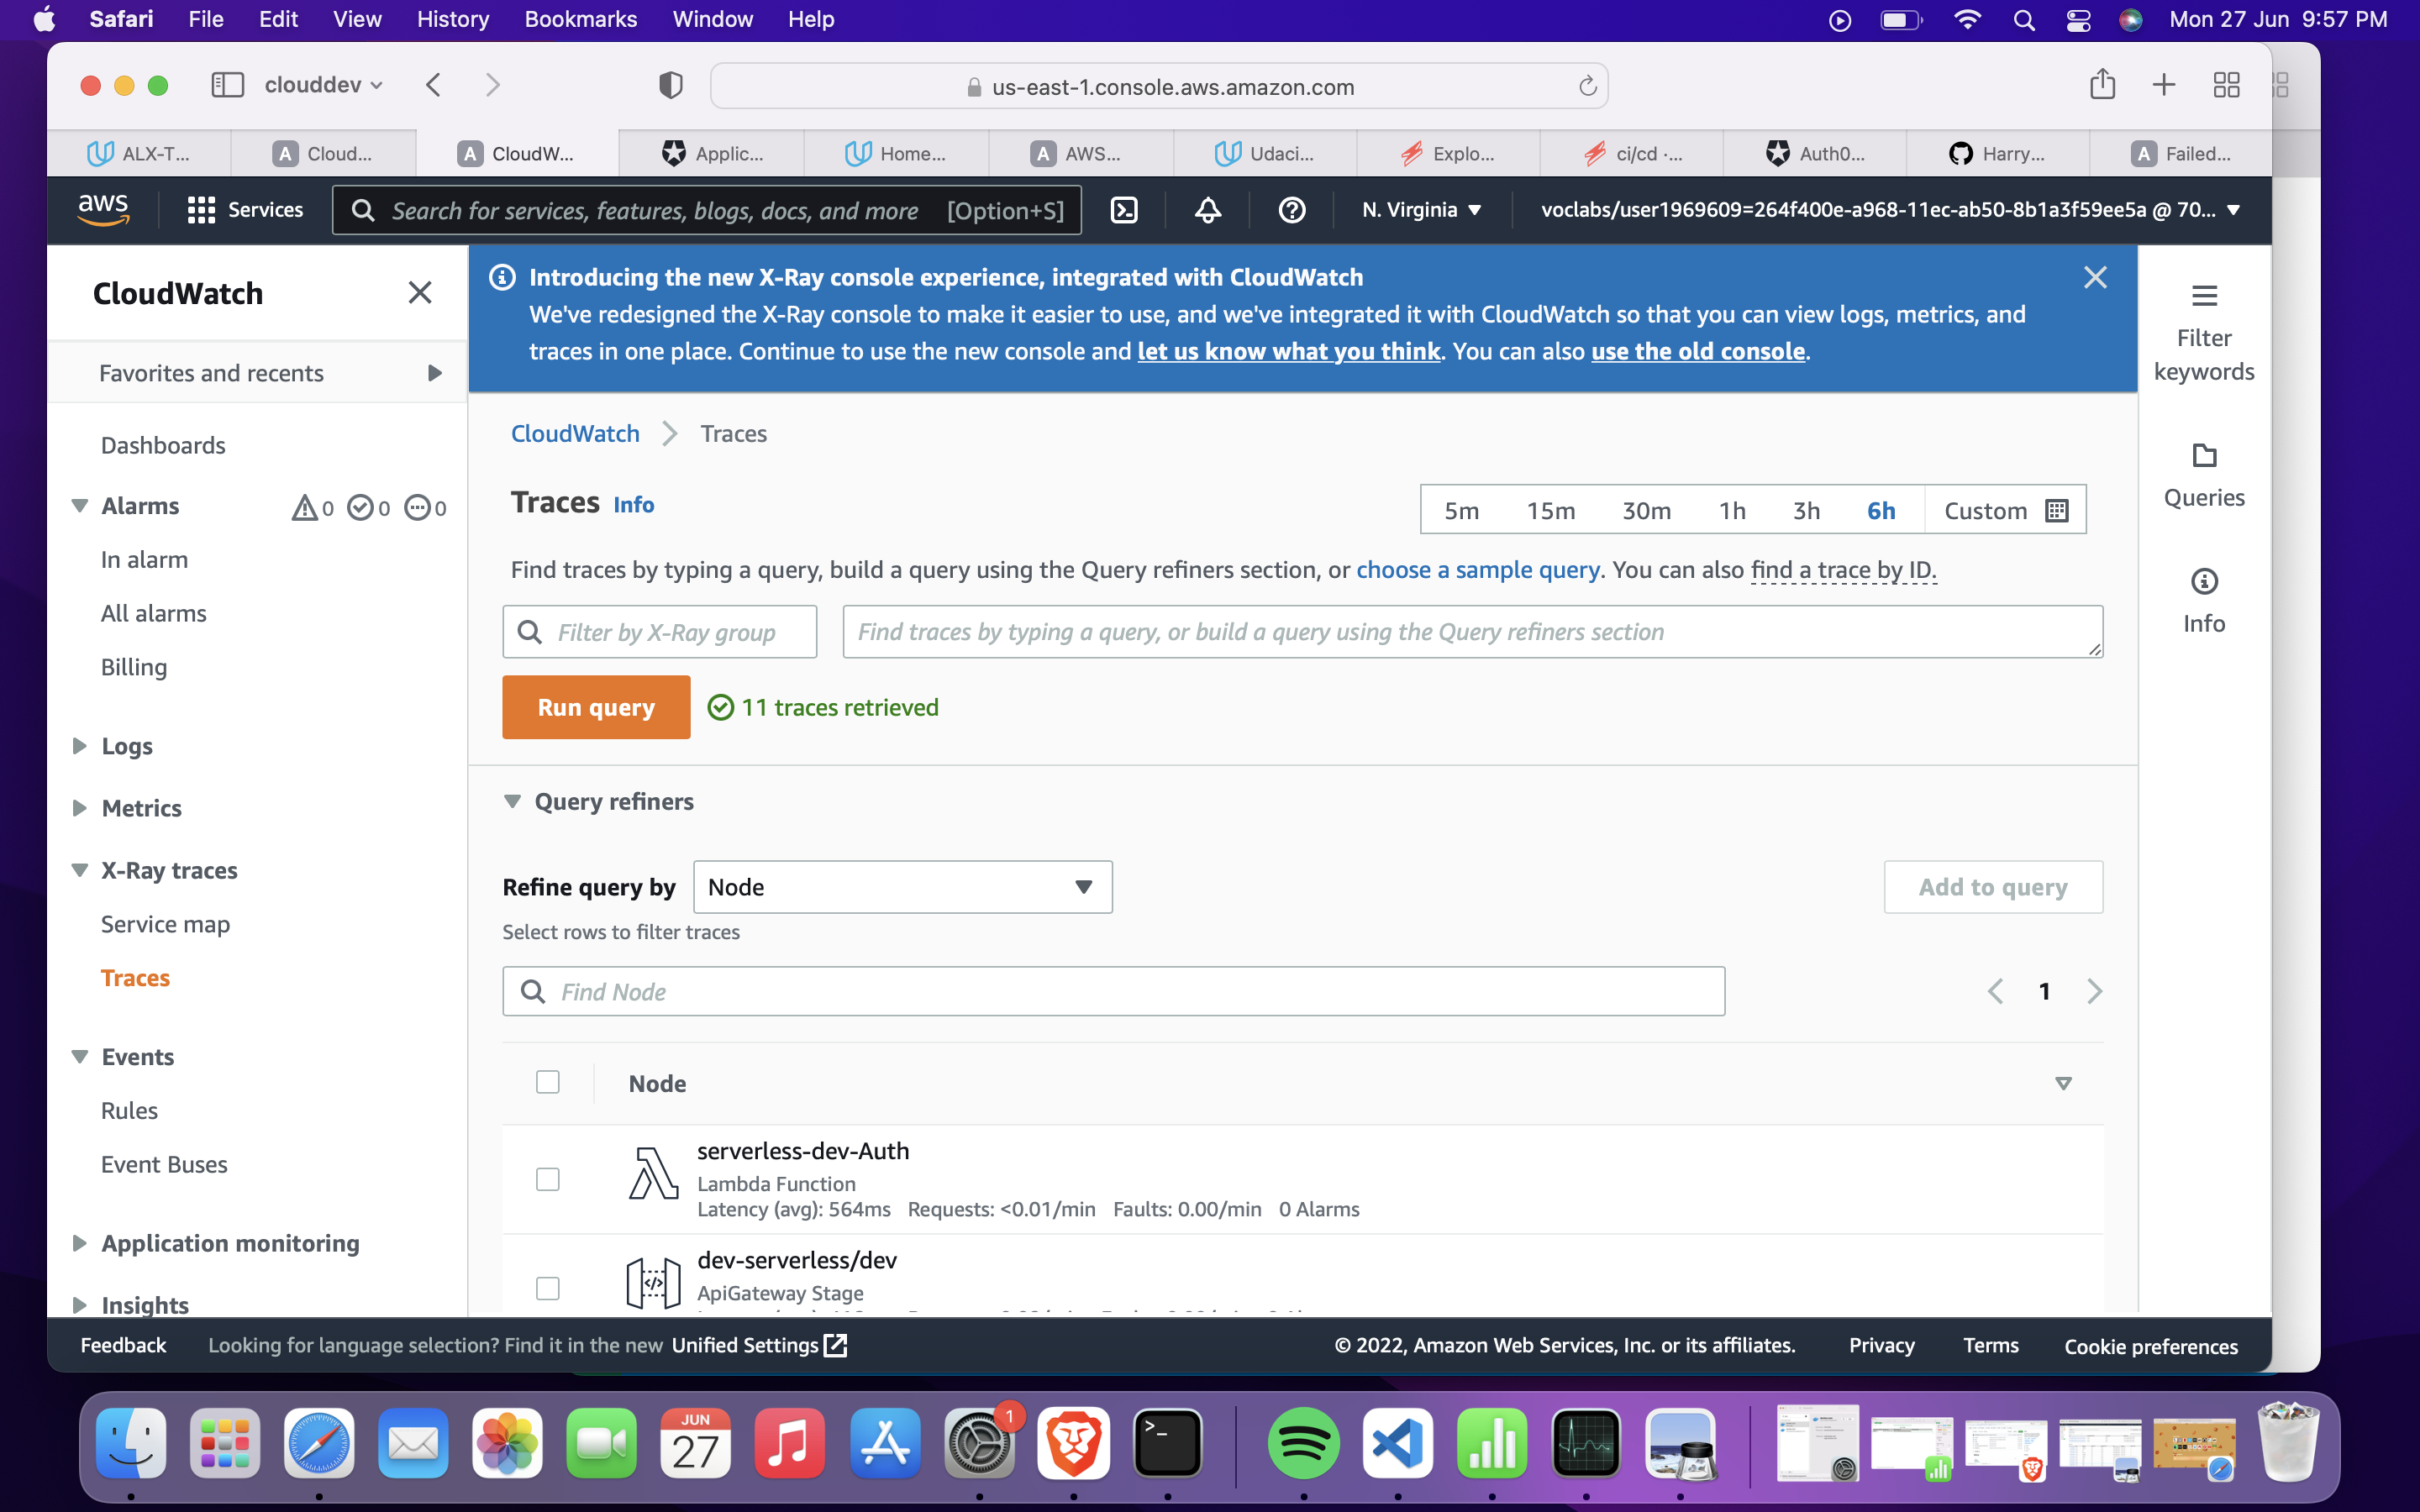 Safari File Edit View History Bookmarks Window Help Mon 27 Jun 9:57 PM
clouddev us-east-1.console.aws.amazon.com
ALX-T... Cloud... CloudW... Applic... Home... AWS... Udaci... Explo... ci/cd ·... Auth0... Harry... Failed...
aws Services Search for services, features, blogs, docs, and more [Option+S] N. Virginia voclabs/user1969609=264f400e-a968-11ec-ab50-8b1a3f59ee5a @ 70...
CloudWatch
Favorites and recents
Dashboards
Alarms 0 0 0
In alarm
All alarms
Billing
Logs
Metrics
X-Ray traces
Service map
Traces
Events
Rules
Event Buses
Application monitoring
Insights
Introducing the new X-Ray console experience, integrated with CloudWatch
We've redesigned the X-Ray console to make it easier to use, and we've integrated it with CloudWatch so that you can view logs, metrics, and
traces in one place. Continue to use the new console and let us know what you think. You can also use the old console.
CloudWatch Traces
Traces Info
5m 15m 30m 1h 3h 6h Custom
Find traces by typing a query, build a query using the Query refiners section, or choose a sample query. You can also find a trace by ID.
Filter by X-Ray group Find traces by typing a query, or build a query using the Query refiners section
Run query 11 traces retrieved
Query refiners
Refine query by Node Add to query
Select rows to filter traces
Find Node 1
Node
serverless-dev-Auth
Lambda Function
Latency (avg): 564ms Requests: <0.01/min Faults: 0.00/min 0 Alarms
dev-serverless/dev
ApiGateway Stage
Filter
keywords
Queries
Info
Feedback Looking for language selection? Find it in the new Unified Settings © 2022, Amazon Web Services, Inc. or its affiliates. Privacy Terms Cookie preferences
JUN
27
1